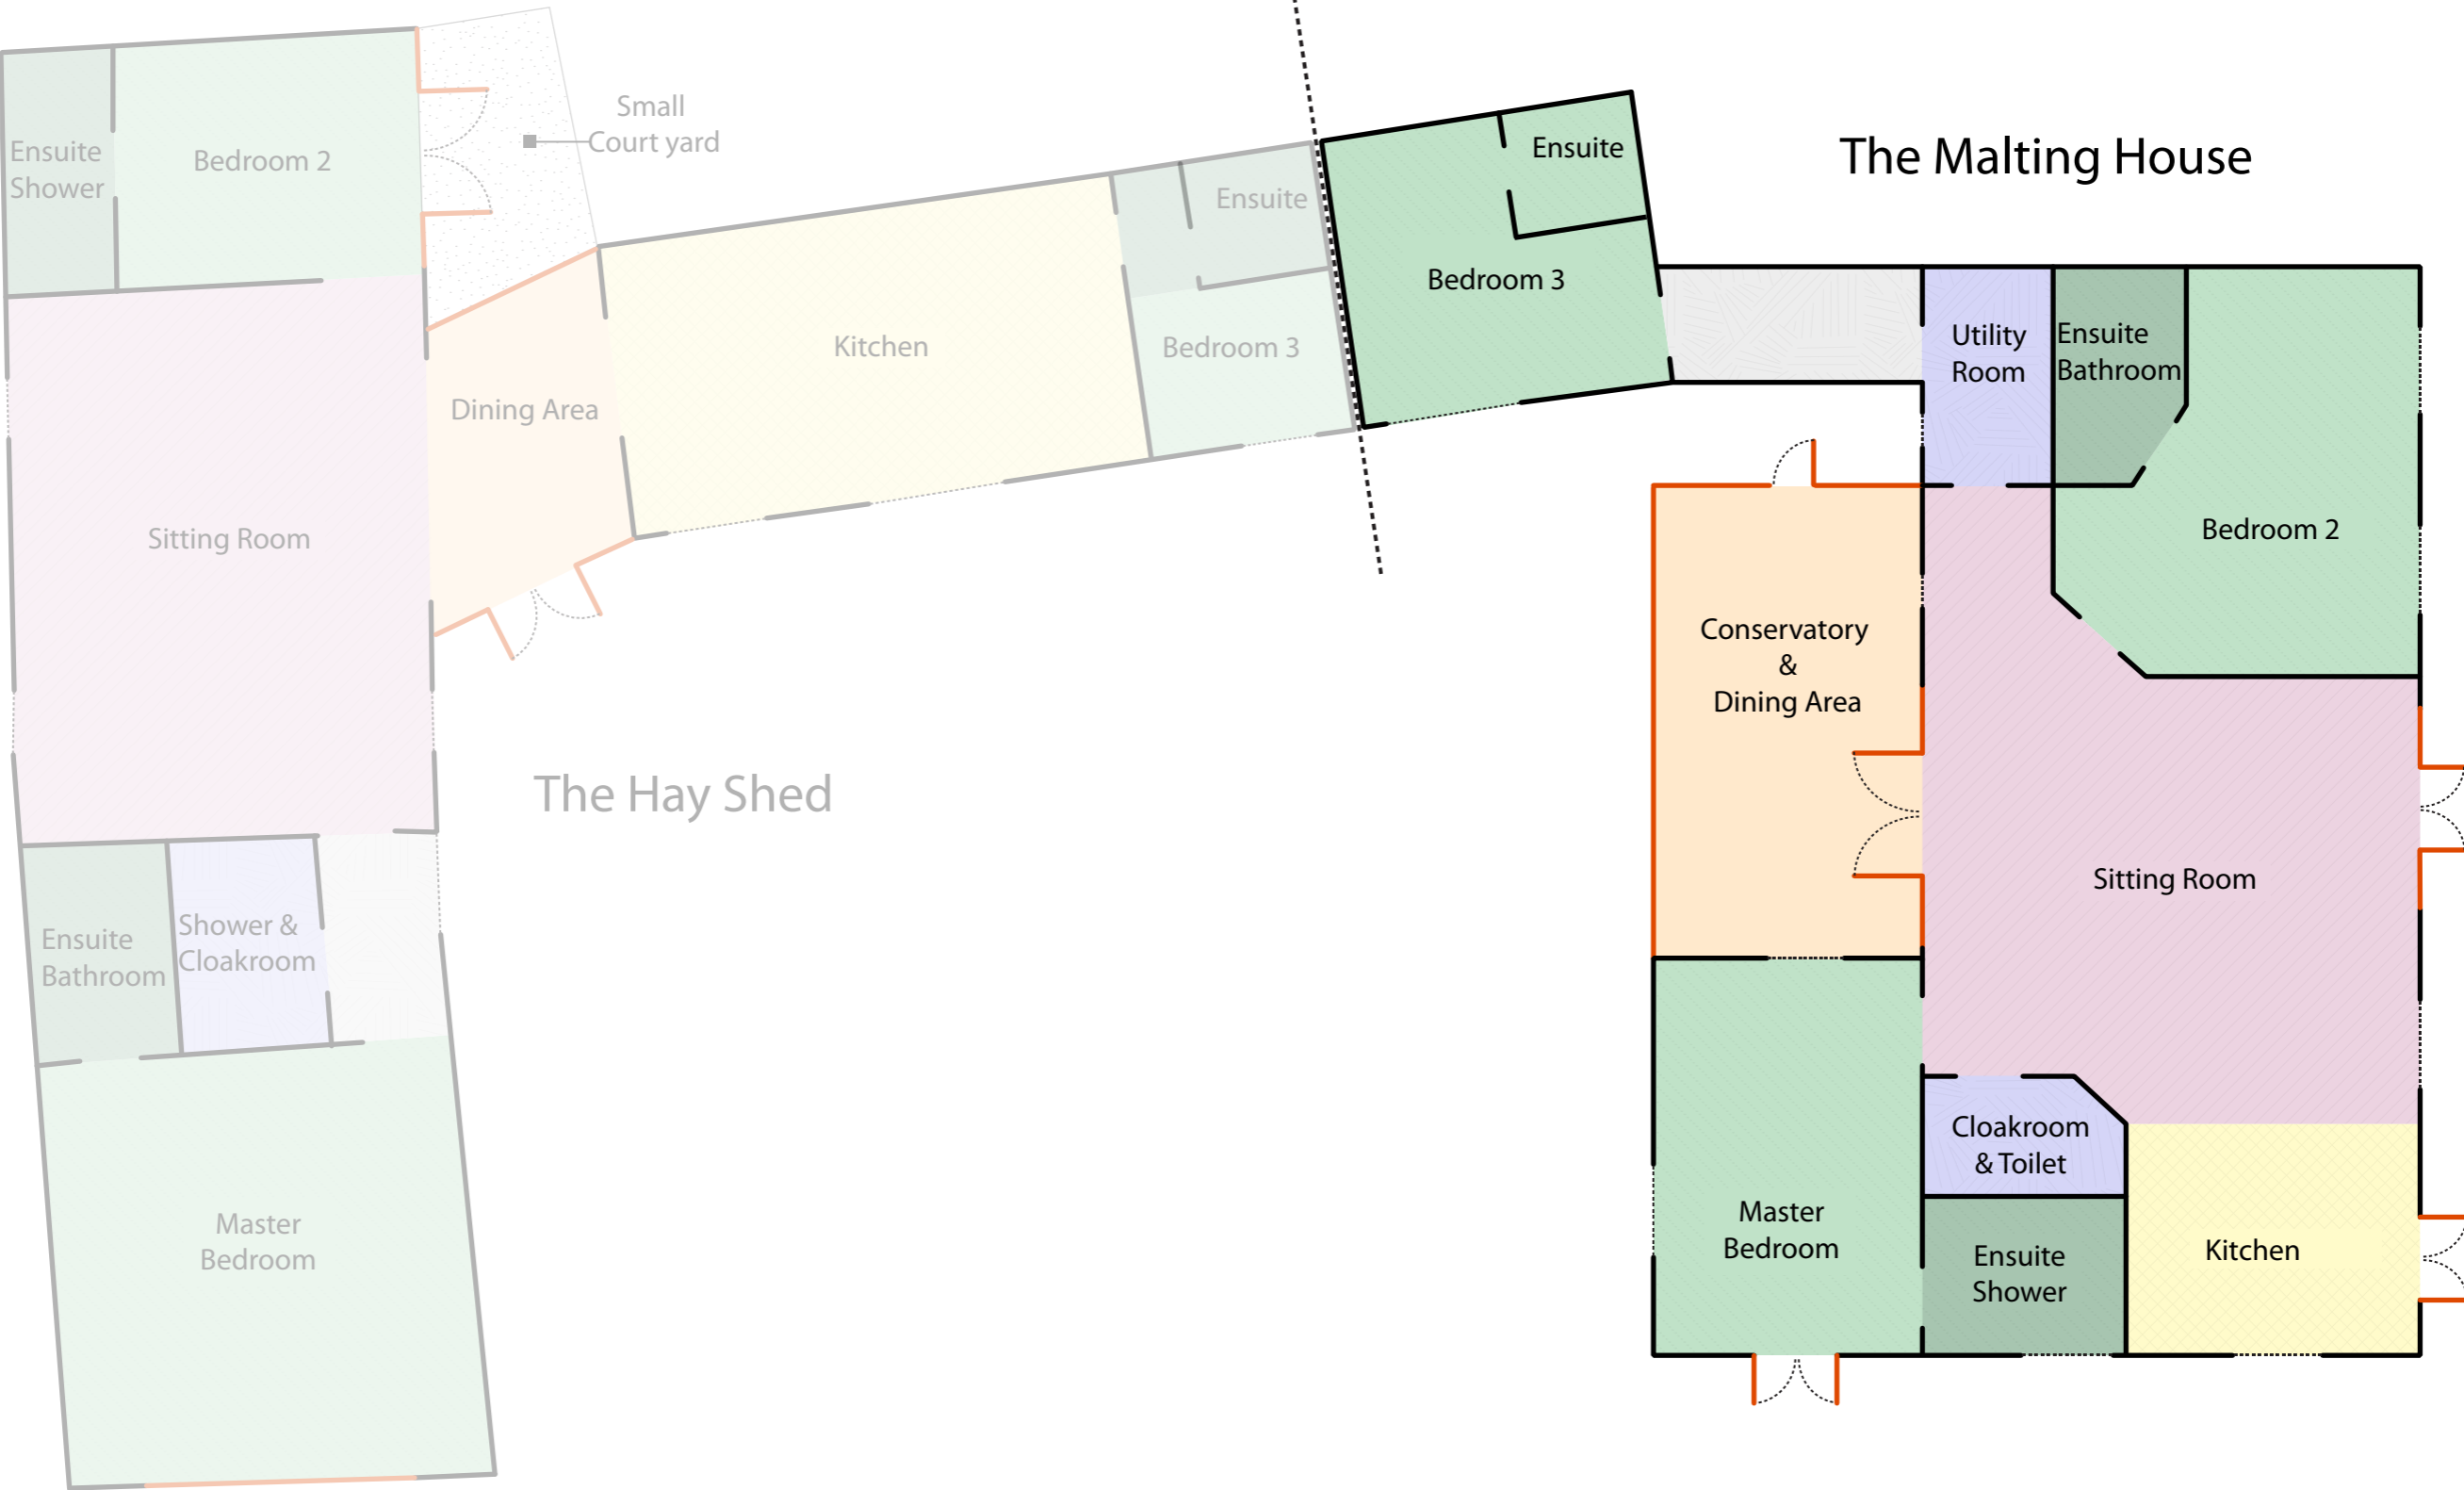 Small
Court yard
Ensuite
Shower
Bedroom 2
Ensuite
Kitchen
Bedroom 3
Dining Area
Sitting Room
The Hay Shed
Ensuite
Bathroom
Shower &
Cloakroom
Master
Bedroom
The Malting House
Ensuite
Bedroom 3
Utility
Room
Ensuite
Bathroom
Bedroom 2
Conservatory
&
Dining Area
Sitting Room
Cloakroom
& Toilet
Master
Bedroom
Ensuite
Shower
Kitchen